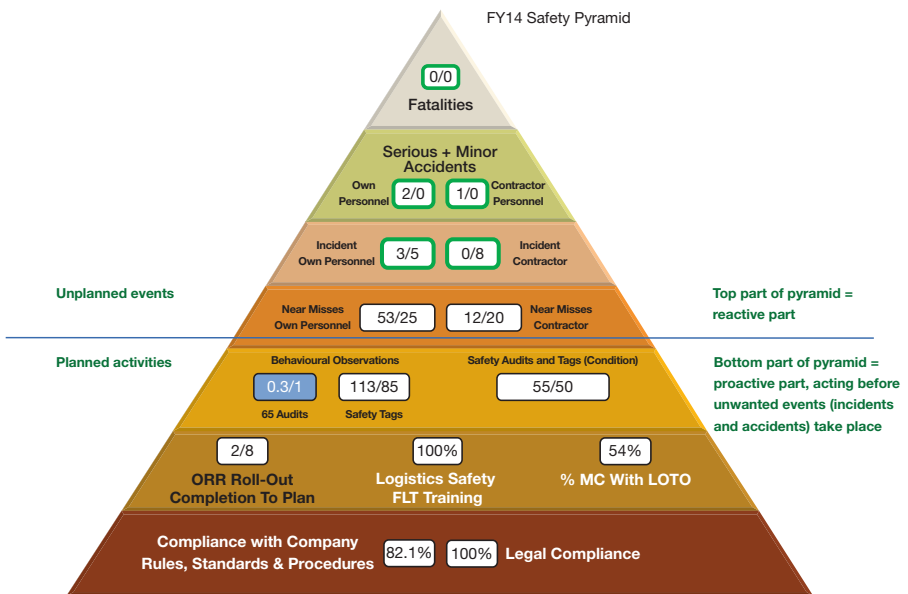 FY14 Safety Pyramid
0/0
Fatalities
Serious + Minor
Accidents
Own
Personnel
2/0
1/0
Contractor
Personnel
Incident
Own Personnel
3/5
0/8
Incident
Contractor
Unplanned events
Near Misses
Own Personnel
53/25
12/20
Near Misses
Contractor
Top part of pyramid =
reactive part
Planned activities
Behavioural Observations
0.3/1
113/85
65 Audits
Safety Tags
Safety Audits and Tags (Condition)
55/50
Bottom part of pyramid =
proactive part, acting before
unwanted events (incidents
and accidents) take place
2/8
ORR Roll-Out
Completion To Plan
100%
Logistics Safety
FLT Training
54%
% MC With LOTO
Compliance with Company
Rules, Standards & Procedures
82.1%
100%
Legal Compliance